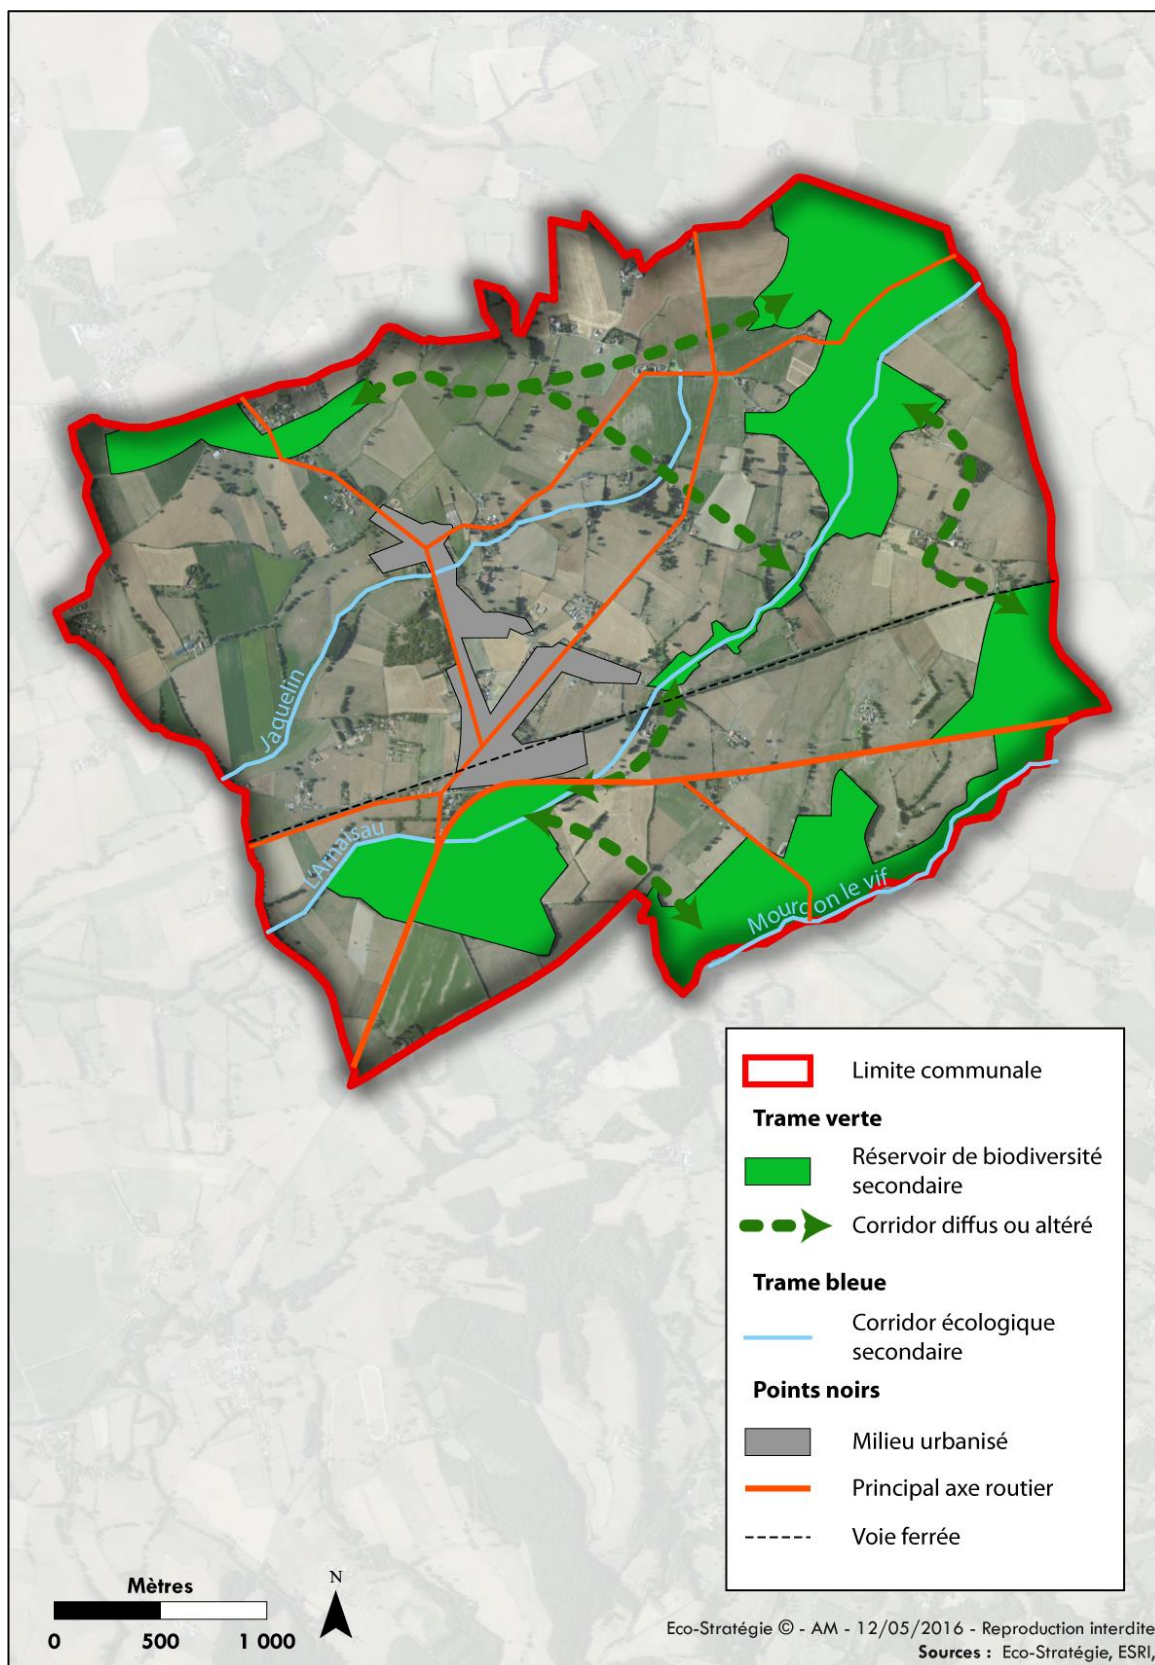 Jaquelin
L'Arnalsau
Mourdon le vif
Limite communale
Trame verte
Réservoir de biodiversité
secondaire
Corridor diffus ou altéré
Trame bleue
Corridor écologique
secondaire
Points noirs
Milieu urbanisé
Principal axe routier
Voie ferrée
Mètres
0 500 1 000
N
Eco-Stratégie © - AM - 12/05/2016 - Reproduction interdite
Sources : Eco-Stratégie, ESRI,